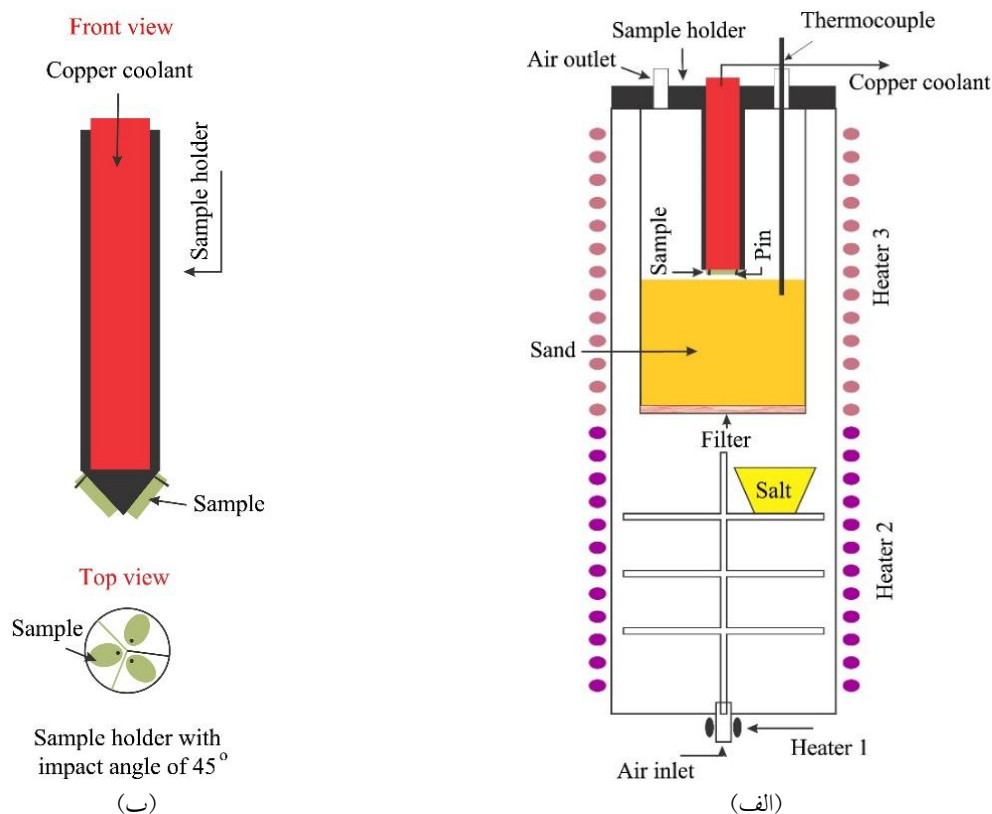 Front view
Copper coolant
Sample holder
Sample
Top view
Sample
Sample holder with
impact angle of 45°
(ب)
Thermocouple
Sample holder
Air outlet
Copper coolant
Sample
Pin
Heater 3
Sand
Filter
Salt
Heater 2
Heater 1
Air inlet
(الف)